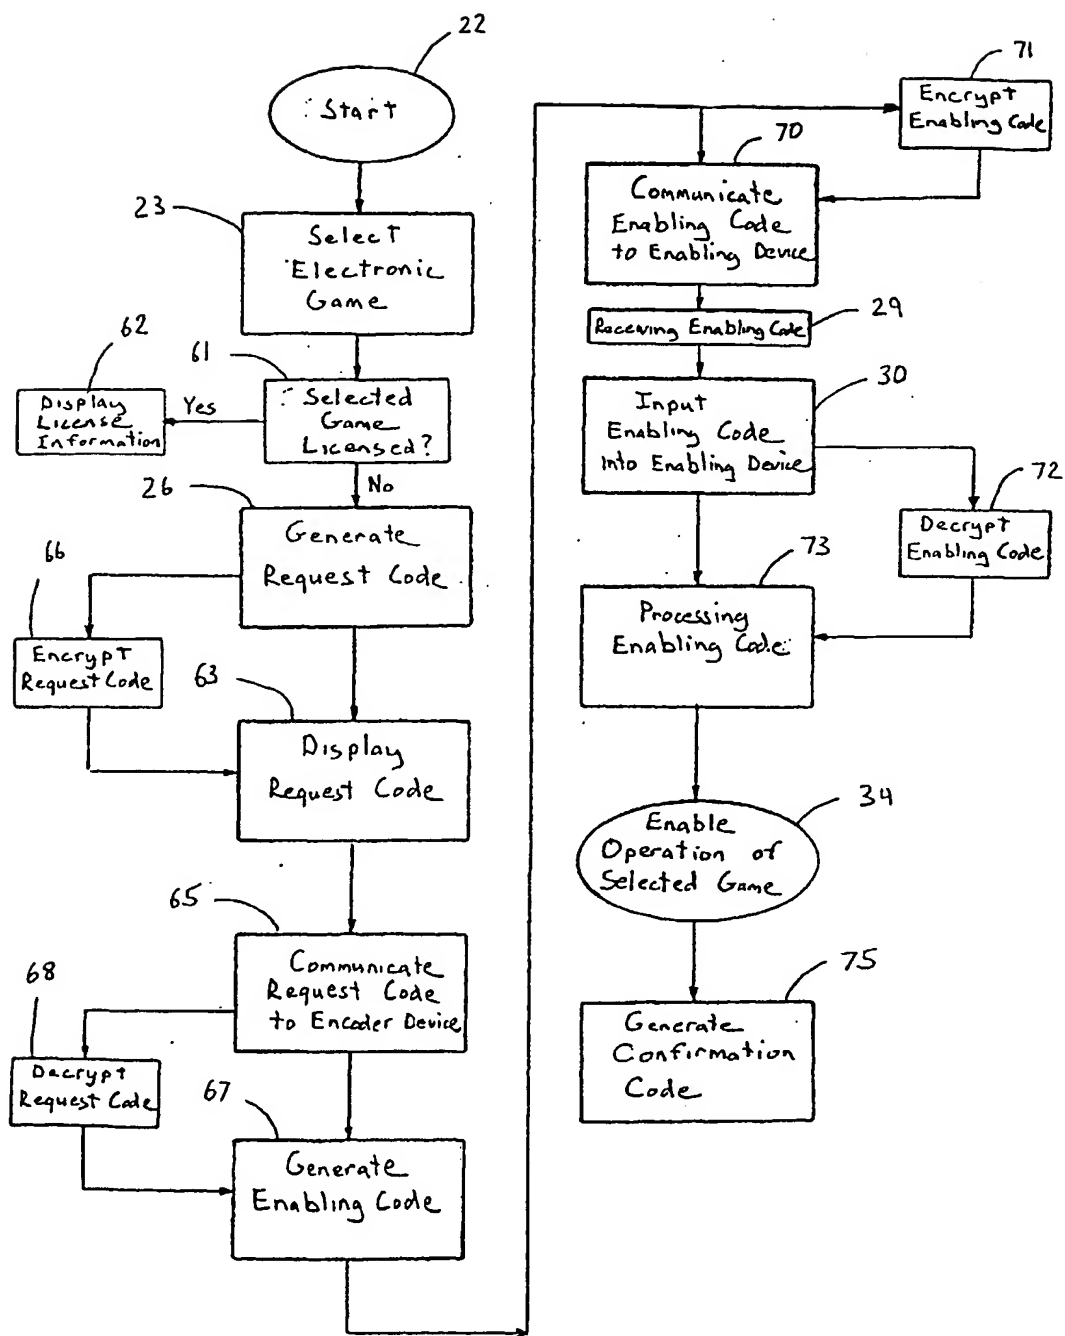 22
Start
23
Select
Electronic
Game
62
Display
License
Information
Yes
61
Selected
Game
Licensed?
No
26
Generate
Request Code
66
Encrypt
Request Code
63
Display
Request Code
65
Communicate
Request Code
to Encoder Device
68
Decrypt
Request Code
67
Generate
Enabling Code
71
Encrypt
Enabling Code
70
Communicate
Enabling Code
to Enabling Device
29
Receiving Enabling Code
30
Input
Enabling Code
into Enabling Device
72
Decrypt
Enabling Code
73
Processing
Enabling Code
34
Enable
Operation of
Selected Game
75
Generate
Confirmation
Code